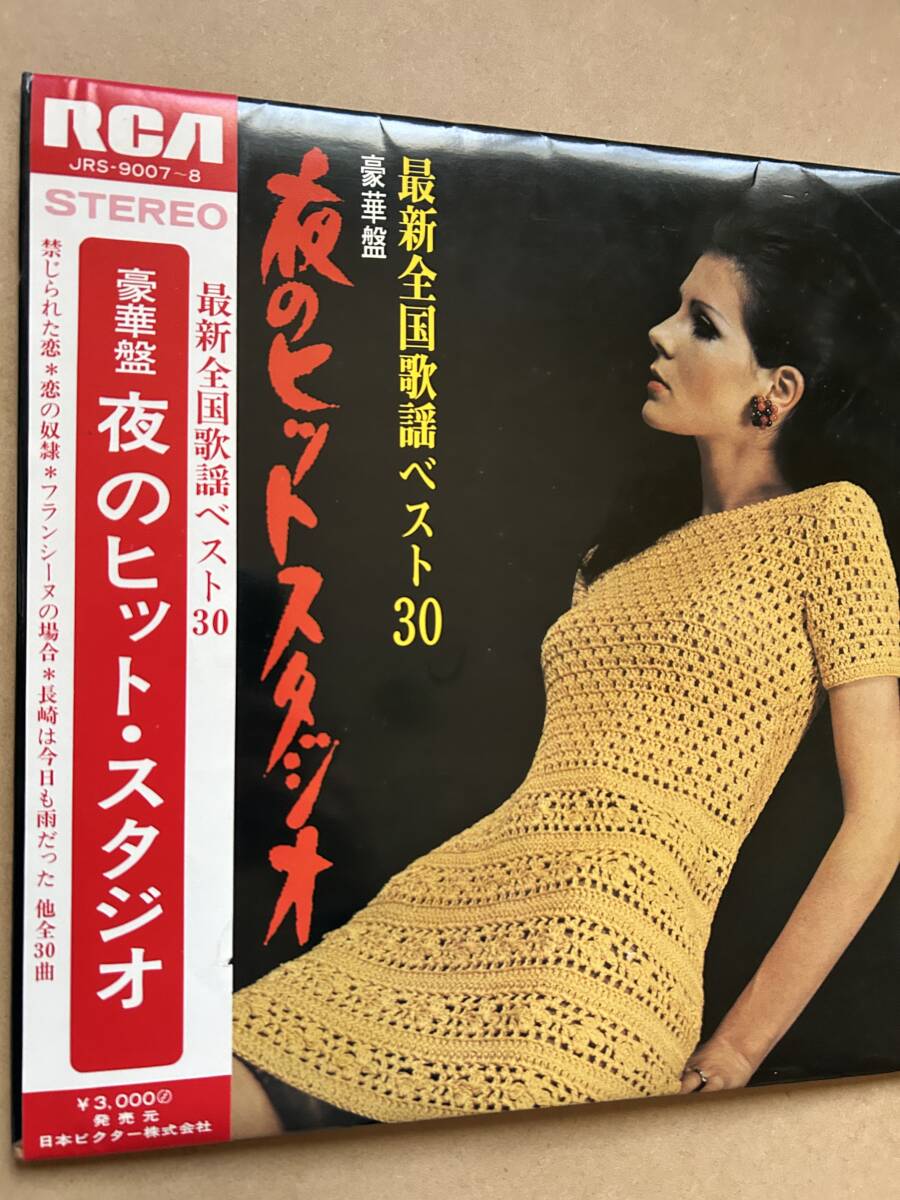 RCA
JRS-9007~8
STEREO
最新全国歌謡ベスト30
豪華盤 夜のヒット・スタジオ
禁じられた恋*恋の奴隷*フランシーヌの場合*長崎は今日も雨だった 他全30曲
¥3,000
発売元
日本ビクター株式会社
最新全国歌謡ベスト30
豪華盤
夜のヒットスタジオ